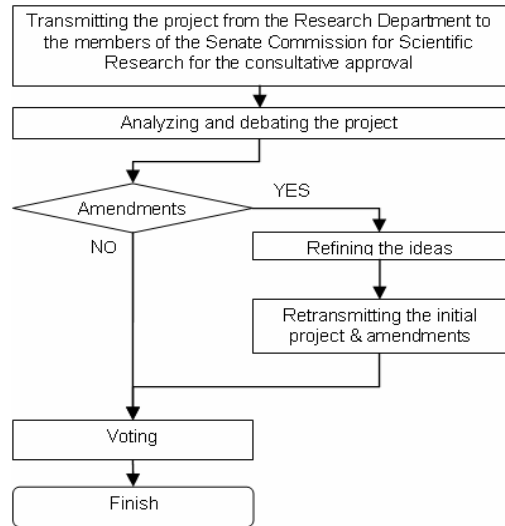 Transmitting the project from the Research Department to
the members of the Senate Commission for Scientific
Research for the consultative approval
Analyzing and debating the project
Amendments
YES
NO
Refining the ideas
Retransmitting the initial
project & amendments
Voting
Finish